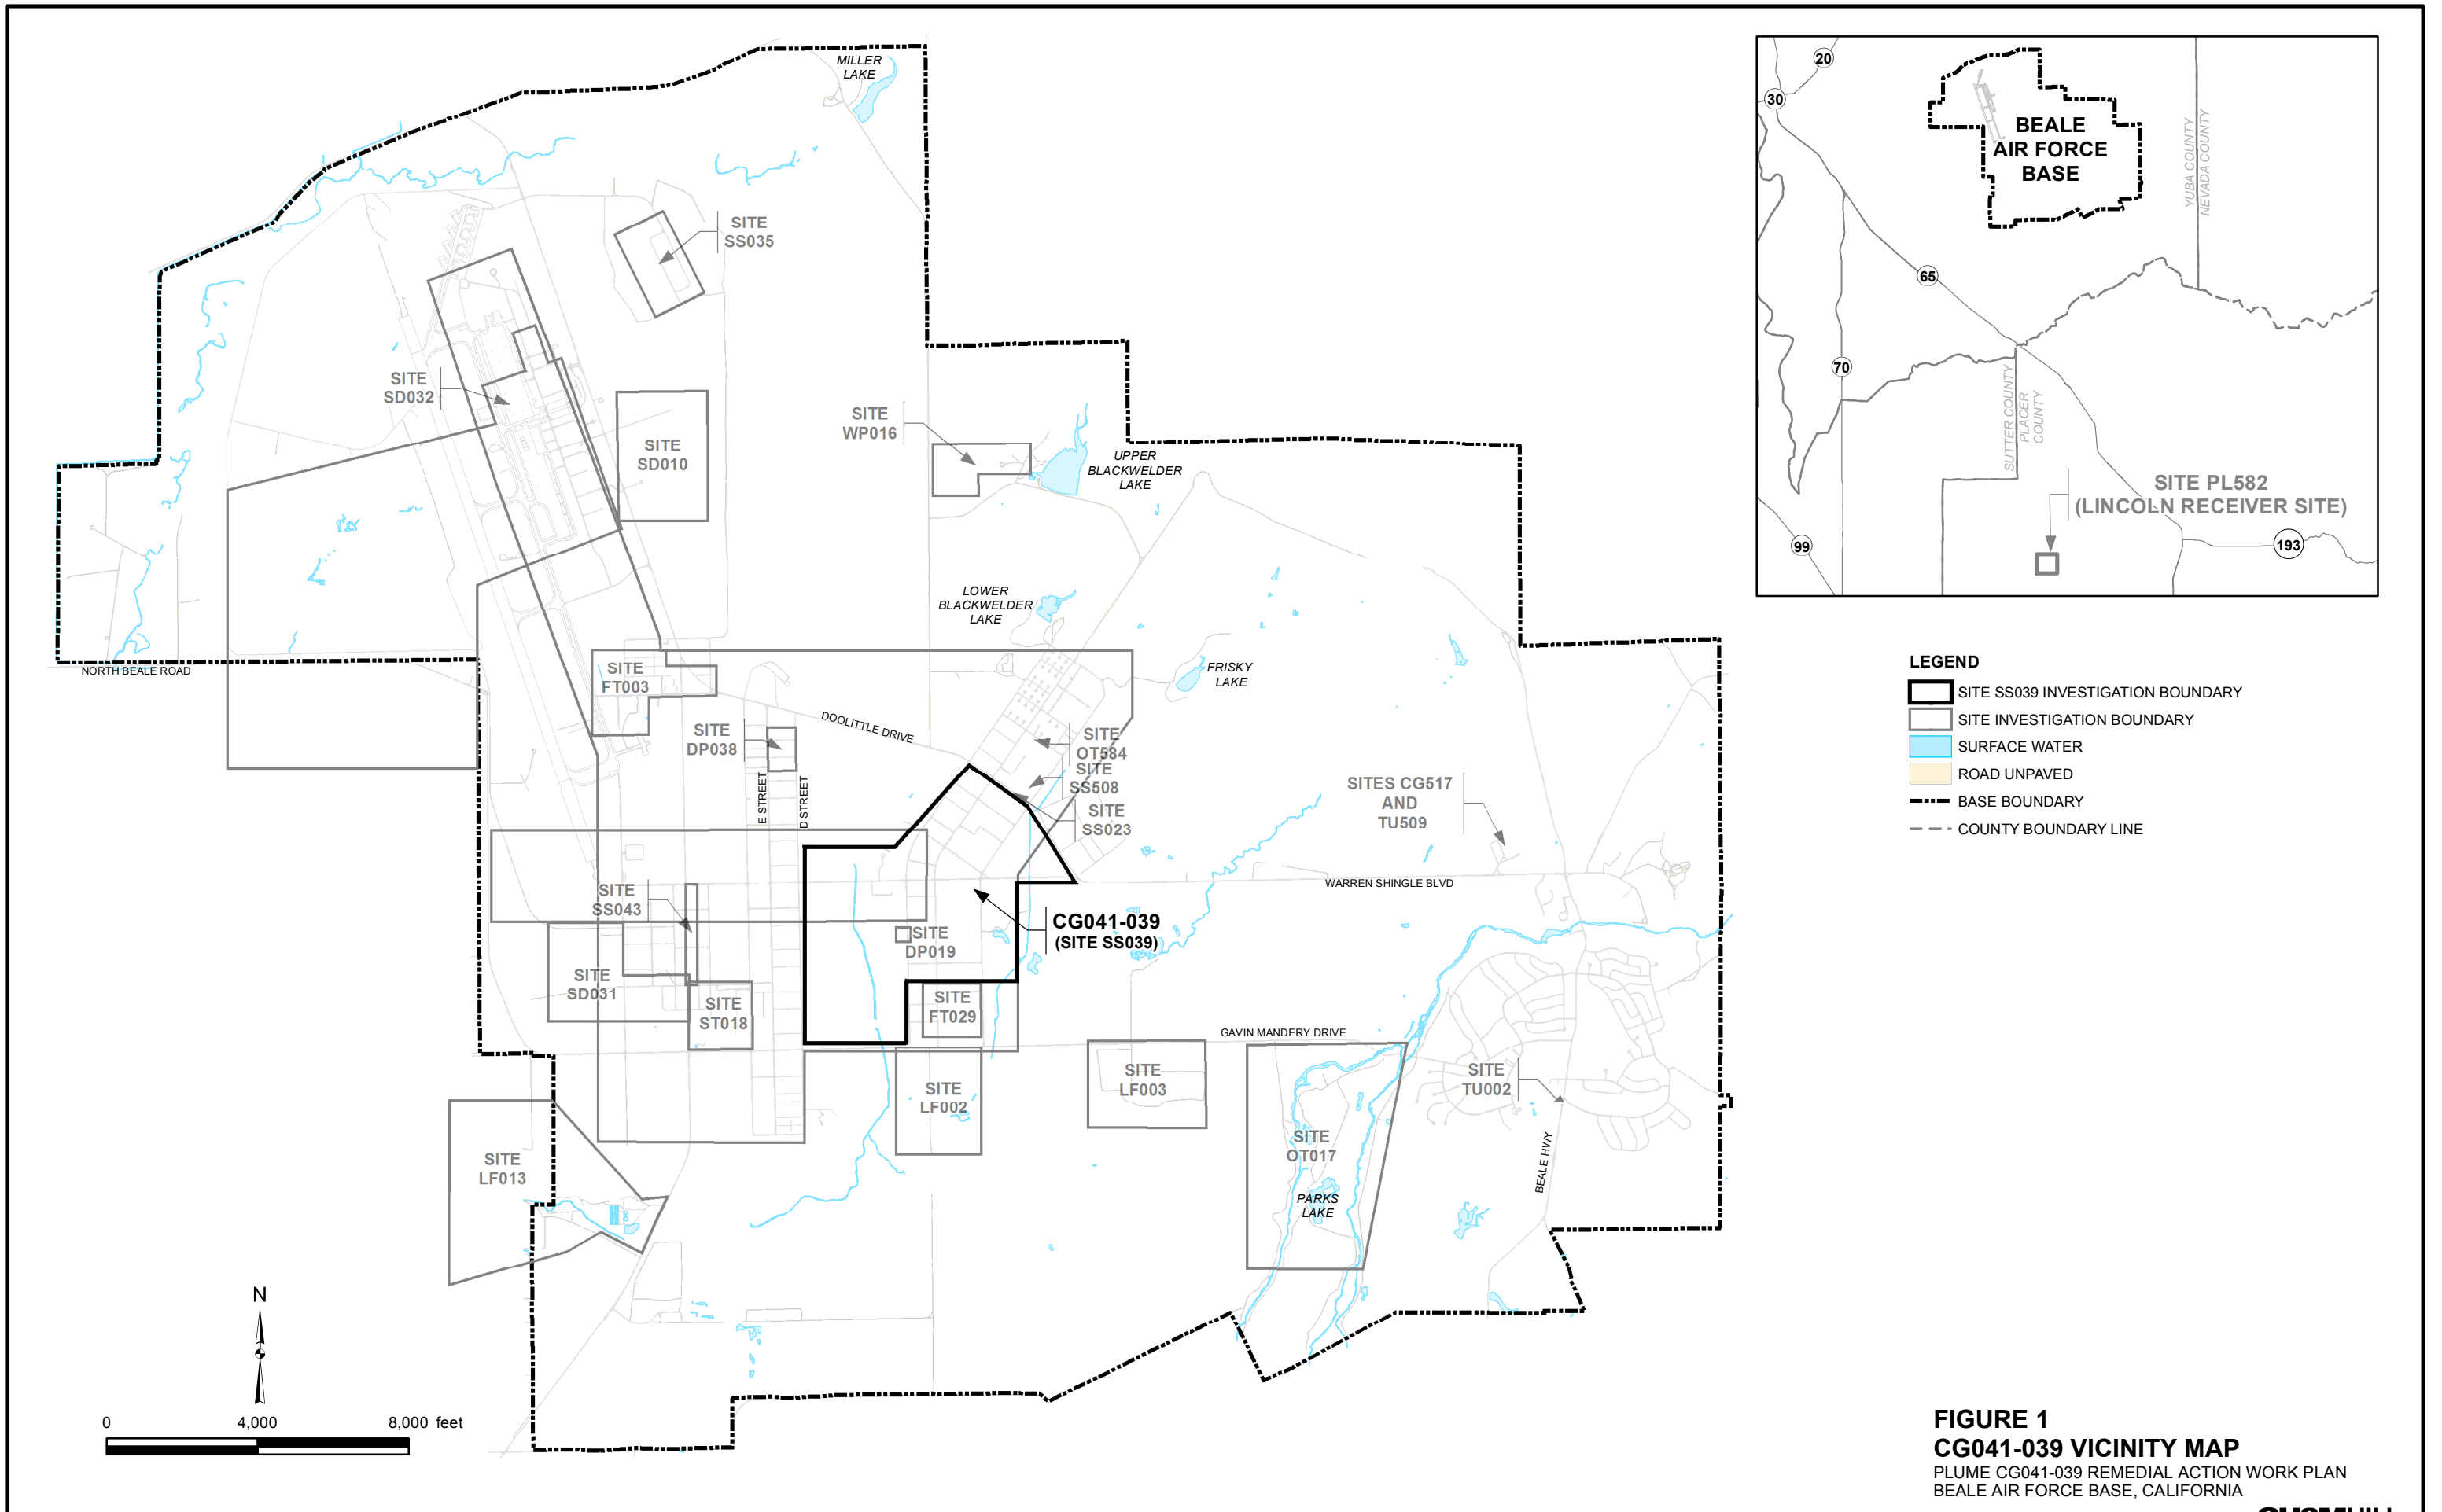 MILLER
LAKE
SITE
SS035
SITE
SD032
SITE
SD010
SITE
WP016
UPPER
BLACKWELDER
LAKE
LOWER
BLACKWELDER
LAKE
FRISKY
LAKE
NORTH BEALE ROAD
SITE
FT003
SITE
DP038
DOOLITTLE DRIVE
E STREET
D STREET
SITE
OT584
SITE
SS508
SITE
SS023
SITES CG517
AND
TU509
WARREN SHINGLE BLVD
SITE
SS043
CG041-039
(SITE SS039)
SITE
DP019
SITE
SD031
SITE
ST018
SITE
FT029
GAVIN MANDERY DRIVE
SITE
LF002
SITE
LF003
SITE
TU002
SITE
OT017
PARKS
LAKE
BEALE HWY
SITE
LF013
N
0 4,000 8,000 feet
20
30
BEALE
AIR FORCE
BASE
YUBA COUNTY
NEVADA COUNTY
65
70
SUTTER COUNTY
PLACER
COUNTY
SITE PL582
(LINCOLN RECEIVER SITE)
99
193
LEGEND
SITE SS039 INVESTIGATION BOUNDARY
SITE INVESTIGATION BOUNDARY
SURFACE WATER
ROAD UNPAVED
BASE BOUNDARY
COUNTY BOUNDARY LINE
FIGURE 1
CG041-039 VICINITY MAP
PLUME CG041-039 REMEDIAL ACTION WORK PLAN
BEALE AIR FORCE BASE, CALIFORNIA